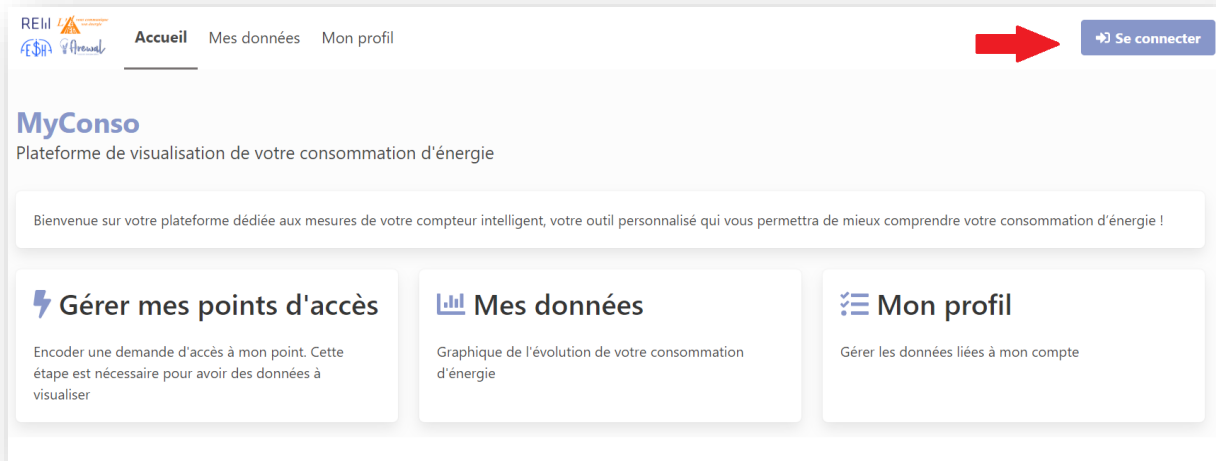 REW
AESH Arewal
Accueil Mes données Mon profil
Se connecter
MyConso
Plateforme de visualisation de votre consommation d'énergie
Bienvenue sur votre plateforme dédiée aux mesures de votre compteur intelligent, votre outil personnalisé qui vous permettra de mieux comprendre votre consommation d'énergie !
Gérer mes points d'accès
Encoder une demande d'accès à mon point. Cette
étape est nécessaire pour avoir des données à
visualiser
Mes données
Graphique de l'évolution de votre consommation
d'énergie
Mon profil
Gérer les données liées à mon compte